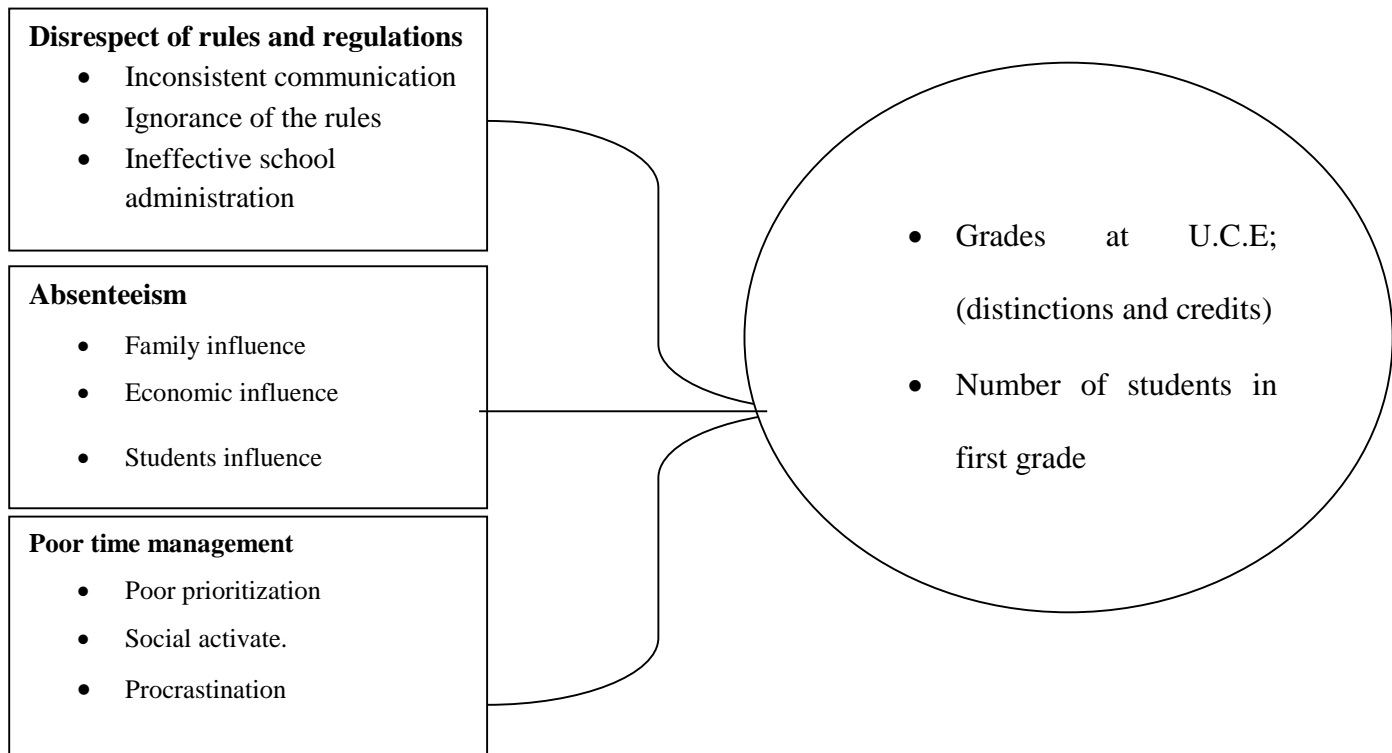 Disrespect of rules and regulations
• Inconsistent communication
• Ignorance of the rules
• Ineffective school
administration
Absenteeism
• Family influence
• Economic influence
• Students influence
Poor time management
• Poor prioritization
• Social activate.
• Procrastination
• Grades at U.C.E;
(distinctions and credits)
• Number of students in
first grade